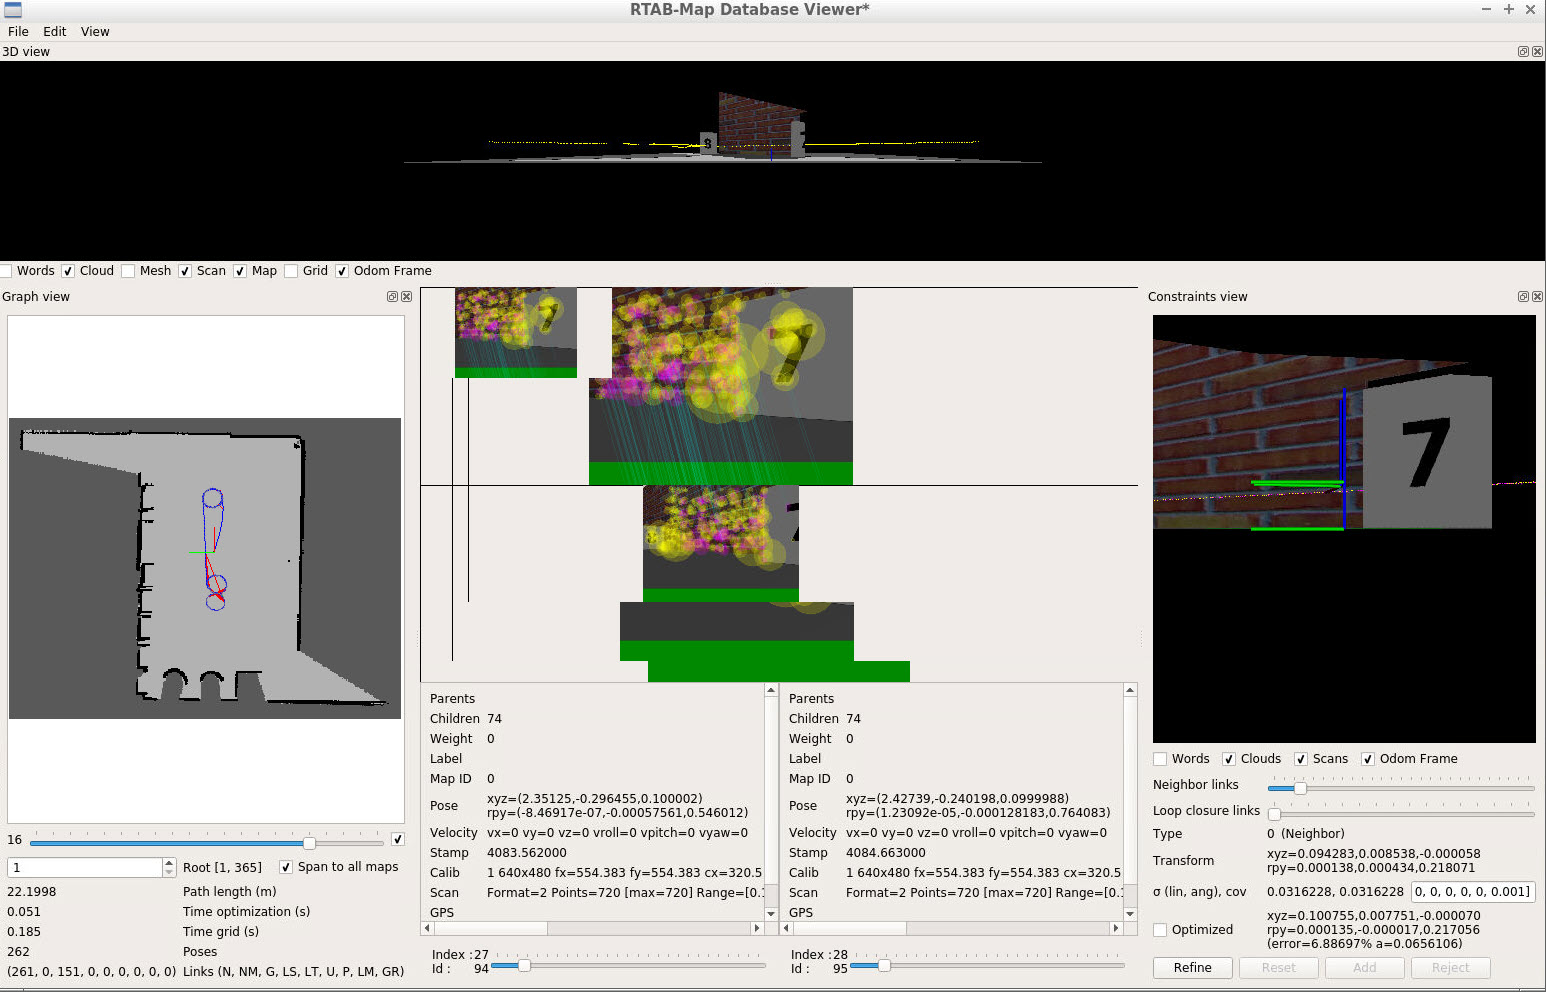 RTAB-Map Database Viewer*
File Edit View
3D view
8
Words Cloud Mesh Scan Map Grid Odom Frame
Graph view
Constraints view
7
7
7
Parents
Children 74
Weight 0
Label
Map ID 0
Pose xyz=(2.35125,-0.296455,0.100002)
rpy=(-8.46917e-07,-0.00057561,0.546012)
Velocity vx=0 vy=0 vz=0 vroll=0 vpitch=0 vyaw=0
Stamp 4083.562000
Calib 1 640x480 fx=554.383 fy=554.383 cx=320.5
Scan Format=2 Points=720 [max=720] Range=[0.1
GPS
Parents
Children 74
Weight 0
Label
Map ID 0
Pose xyz=(2.42739,-0.240198,0.0999988)
rpy=(1.23092e-05,-0.000128183,0.764083)
Velocity vx=0 vy=0 vz=0 vroll=0 vpitch=0 vyaw=0
Stamp 4084.663000
Calib 1 640x480 fx=554.383 fy=554.383 cx=320.5
Scan Format=2 Points=720 [max=720] Range=[0.1
GPS
Index : 27
Id : 94
Index : 28
Id : 95
16
1 Root [1, 365] Span to all maps
22.1998 Path length (m)
0.051 Time optimization (s)
0.185 Time grid (s)
262 Poses
(261, 0, 151, 0, 0, 0, 0, 0, 0) Links (N, NM, G, LS, LT, U, P, LM, GR)
Words Clouds Scans Odom Frame
Neighbor links
Loop closure links
Type 0 (Neighbor)
Transform xyz=0.094283,0.008538,-0.000058
rpy=0.000138,0.000434,0.218071
σ (lin, ang), cov 0.0316228, 0.0316228 0, 0, 0, 0, 0, 0.001]
Optimized xyz=0.100755,0.007751,-0.000070
rpy=0.000135,-0.000017,0.217056
(error=6.88697% a=0.0656106)
Refine Reset Add Reject